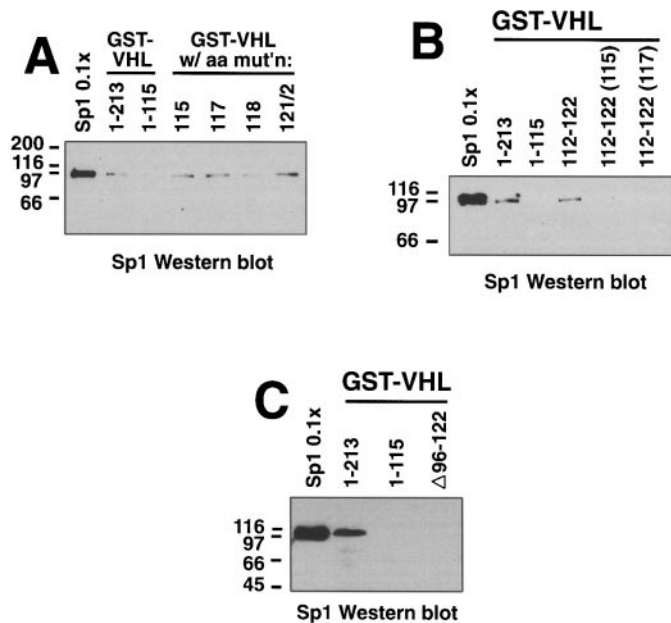 A
GST-
VHL
GST-VHL
w/ aa mut'n:
Sp1 0.1x
1-213
1-115
115
117
118
121/2
200
116
97
66
Sp1 Western blot
B
GST-VHL
Sp1 0.1x
1-213
1-115
112-122
112-122 (115)
112-122 (117)
116
97
66
Sp1 Western blot
C
GST-VHL
Sp1 0.1x
1-213
1-115
△96-122
116
97
66
45
Sp1 Western blot